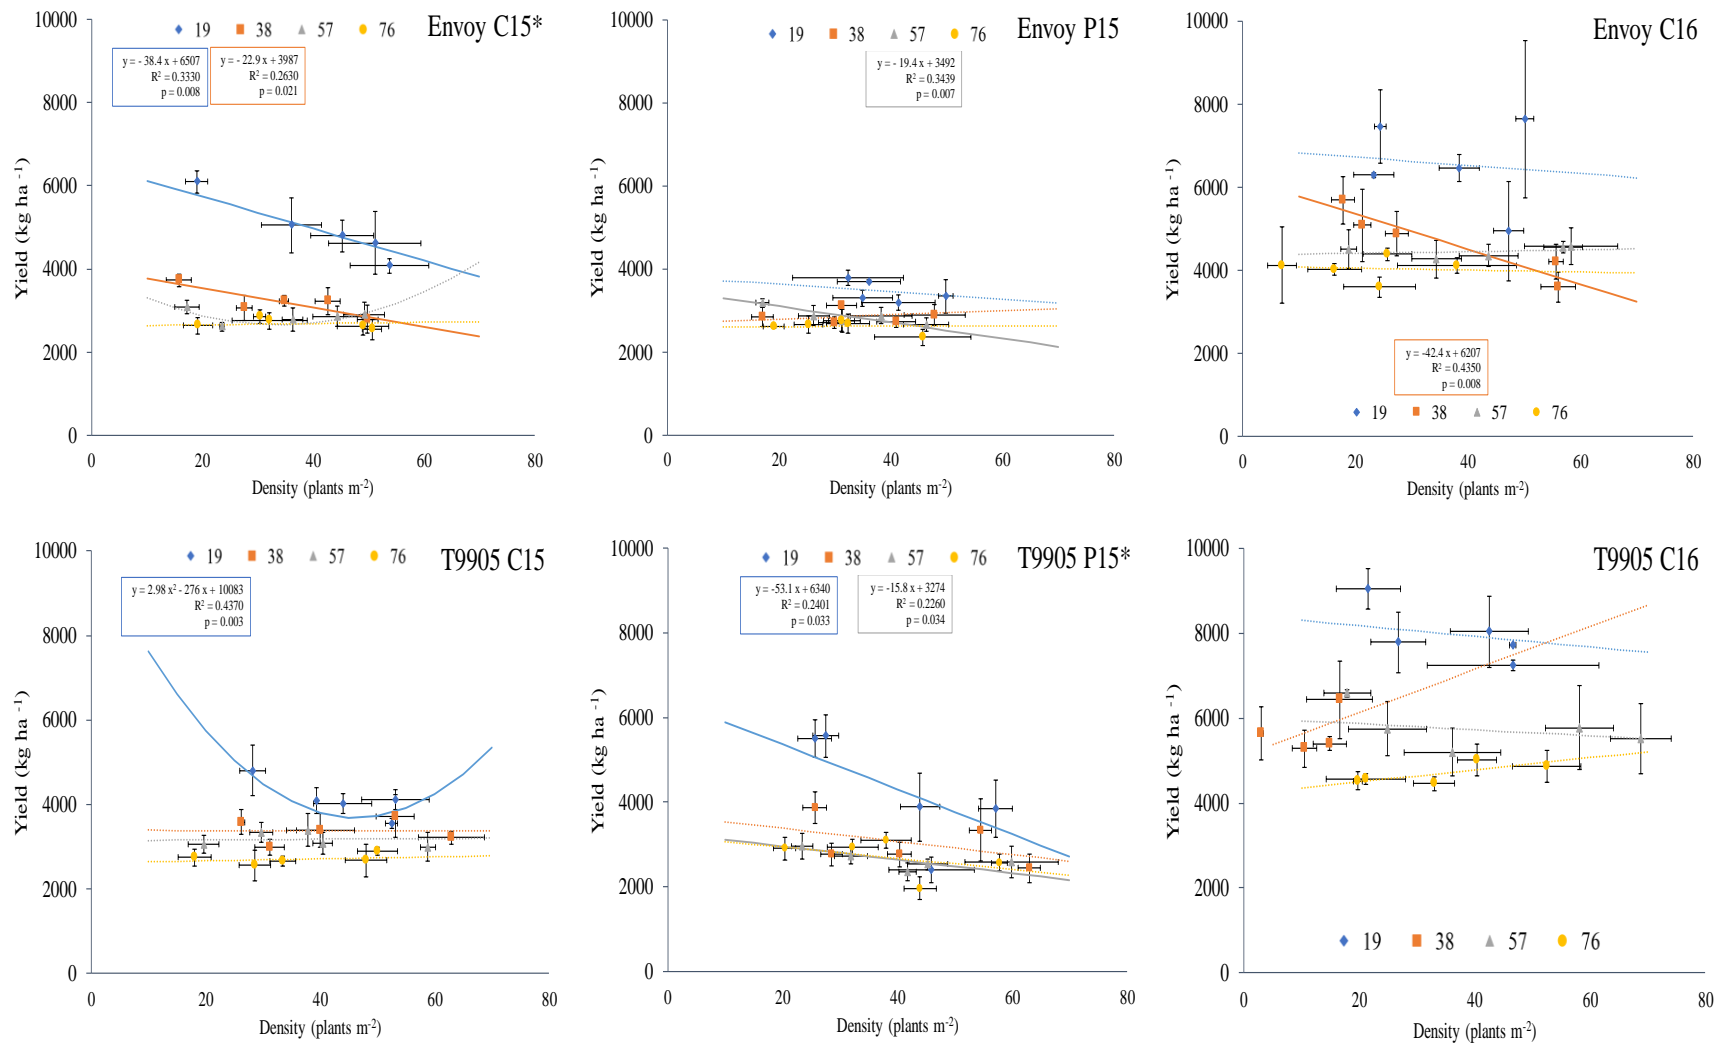 Envoy C15*
19 38 57 76
y = - 38.4 x + 6507
R² = 0.3330
p = 0.008
y = - 22.9 x + 3987
R² = 0.2630
p = 0.021
10000
8000
6000
4000
2000
0
0 20 40 60 80
Yield (kg ha ⁻¹)
Density (plants m⁻²)
Envoy P15
19 38 57 76
y = - 19.4 x + 3492
R² = 0.3439
p = 0.007
10000
8000
6000
4000
2000
0
0 20 40 60 80
Yield (kg ha ⁻¹)
Density (plants m⁻²)
Envoy C16
10000
8000
6000
4000
2000
0
0 20 40 60 80
Yield (kg ha ⁻¹)
y = -42.4 x + 6207
R² = 0.4350
p = 0.008
19 38 57 76
Density (plants m⁻²)
T9905 C15
19 38 57 76
y = 2.98 x² - 276 x + 10083
R² = 0.4370
p = 0.003
10000
8000
6000
4000
2000
0
0 20 40 60 80
Yield (kg ha ⁻¹)
Density (plants m⁻²)
T9905 P15*
19 38 57 76
y = -53.1 x + 6340
R² = 0.2401
p = 0.033
y = -15.8 x + 3274
R² = 0.2260
p = 0.034
10000
8000
6000
4000
2000
0
0 20 40 60 80
Yield (kg ha ⁻¹)
Density (plants m⁻²)
T9905 C16
10000
8000
6000
4000
2000
0
0 20 40 60 80
Yield (kg ha ⁻¹)
19 38 57 76
Density (plants m⁻²)